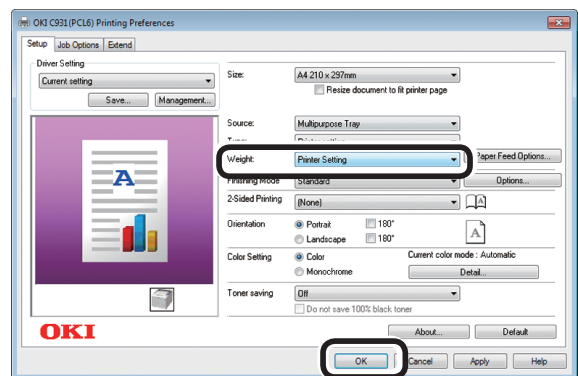 OKI C931(PCL6) Printing Preferences
Setup Job Options Extend
Driver Setting
Current setting
Save... Management...
Size: A4 210 x 297mm
Resize document to fit printer page
Source: Multipurpose Tray
Weight: Printer Setting
Paper Feed Options...
Finishing Mode Standard Options...
2-Sided Printing (None)
A
Orientation Portrait 180°
Landscape 180°
A
Color Setting Color Current color mode : Automatic
Monochrome Detail...
Toner saving Off
Do not save 100% black toner
OKI
About... Default
OK Cancel Apply Help